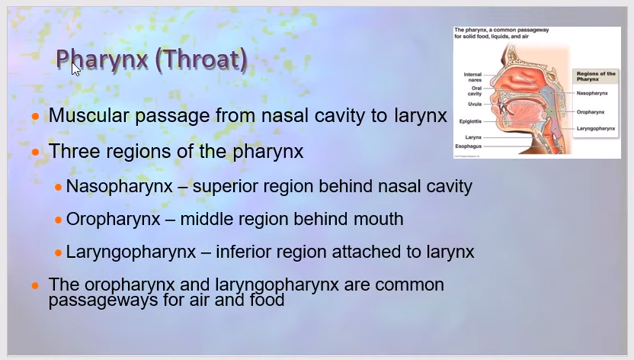 Pharynx (Throat)
The pharynx, a common passageway
for solid food, liquids, and air
• Muscular passage from nasal cavity to larynx
• Three regions of the pharynx
• Nasopharynx – superior region behind nasal cavity
• Oropharynx – middle region behind mouth
• Laryngopharynx – inferior region attached to larynx
• The oropharynx and laryngopharynx are common
passageways for air and food
Internal
nares
Oral
cavity
Uvula
Epiglottis
Larynx
Esophagus
Regions of the
Pharynx
Nasopharynx
Oropharynx
Laryngopharynx